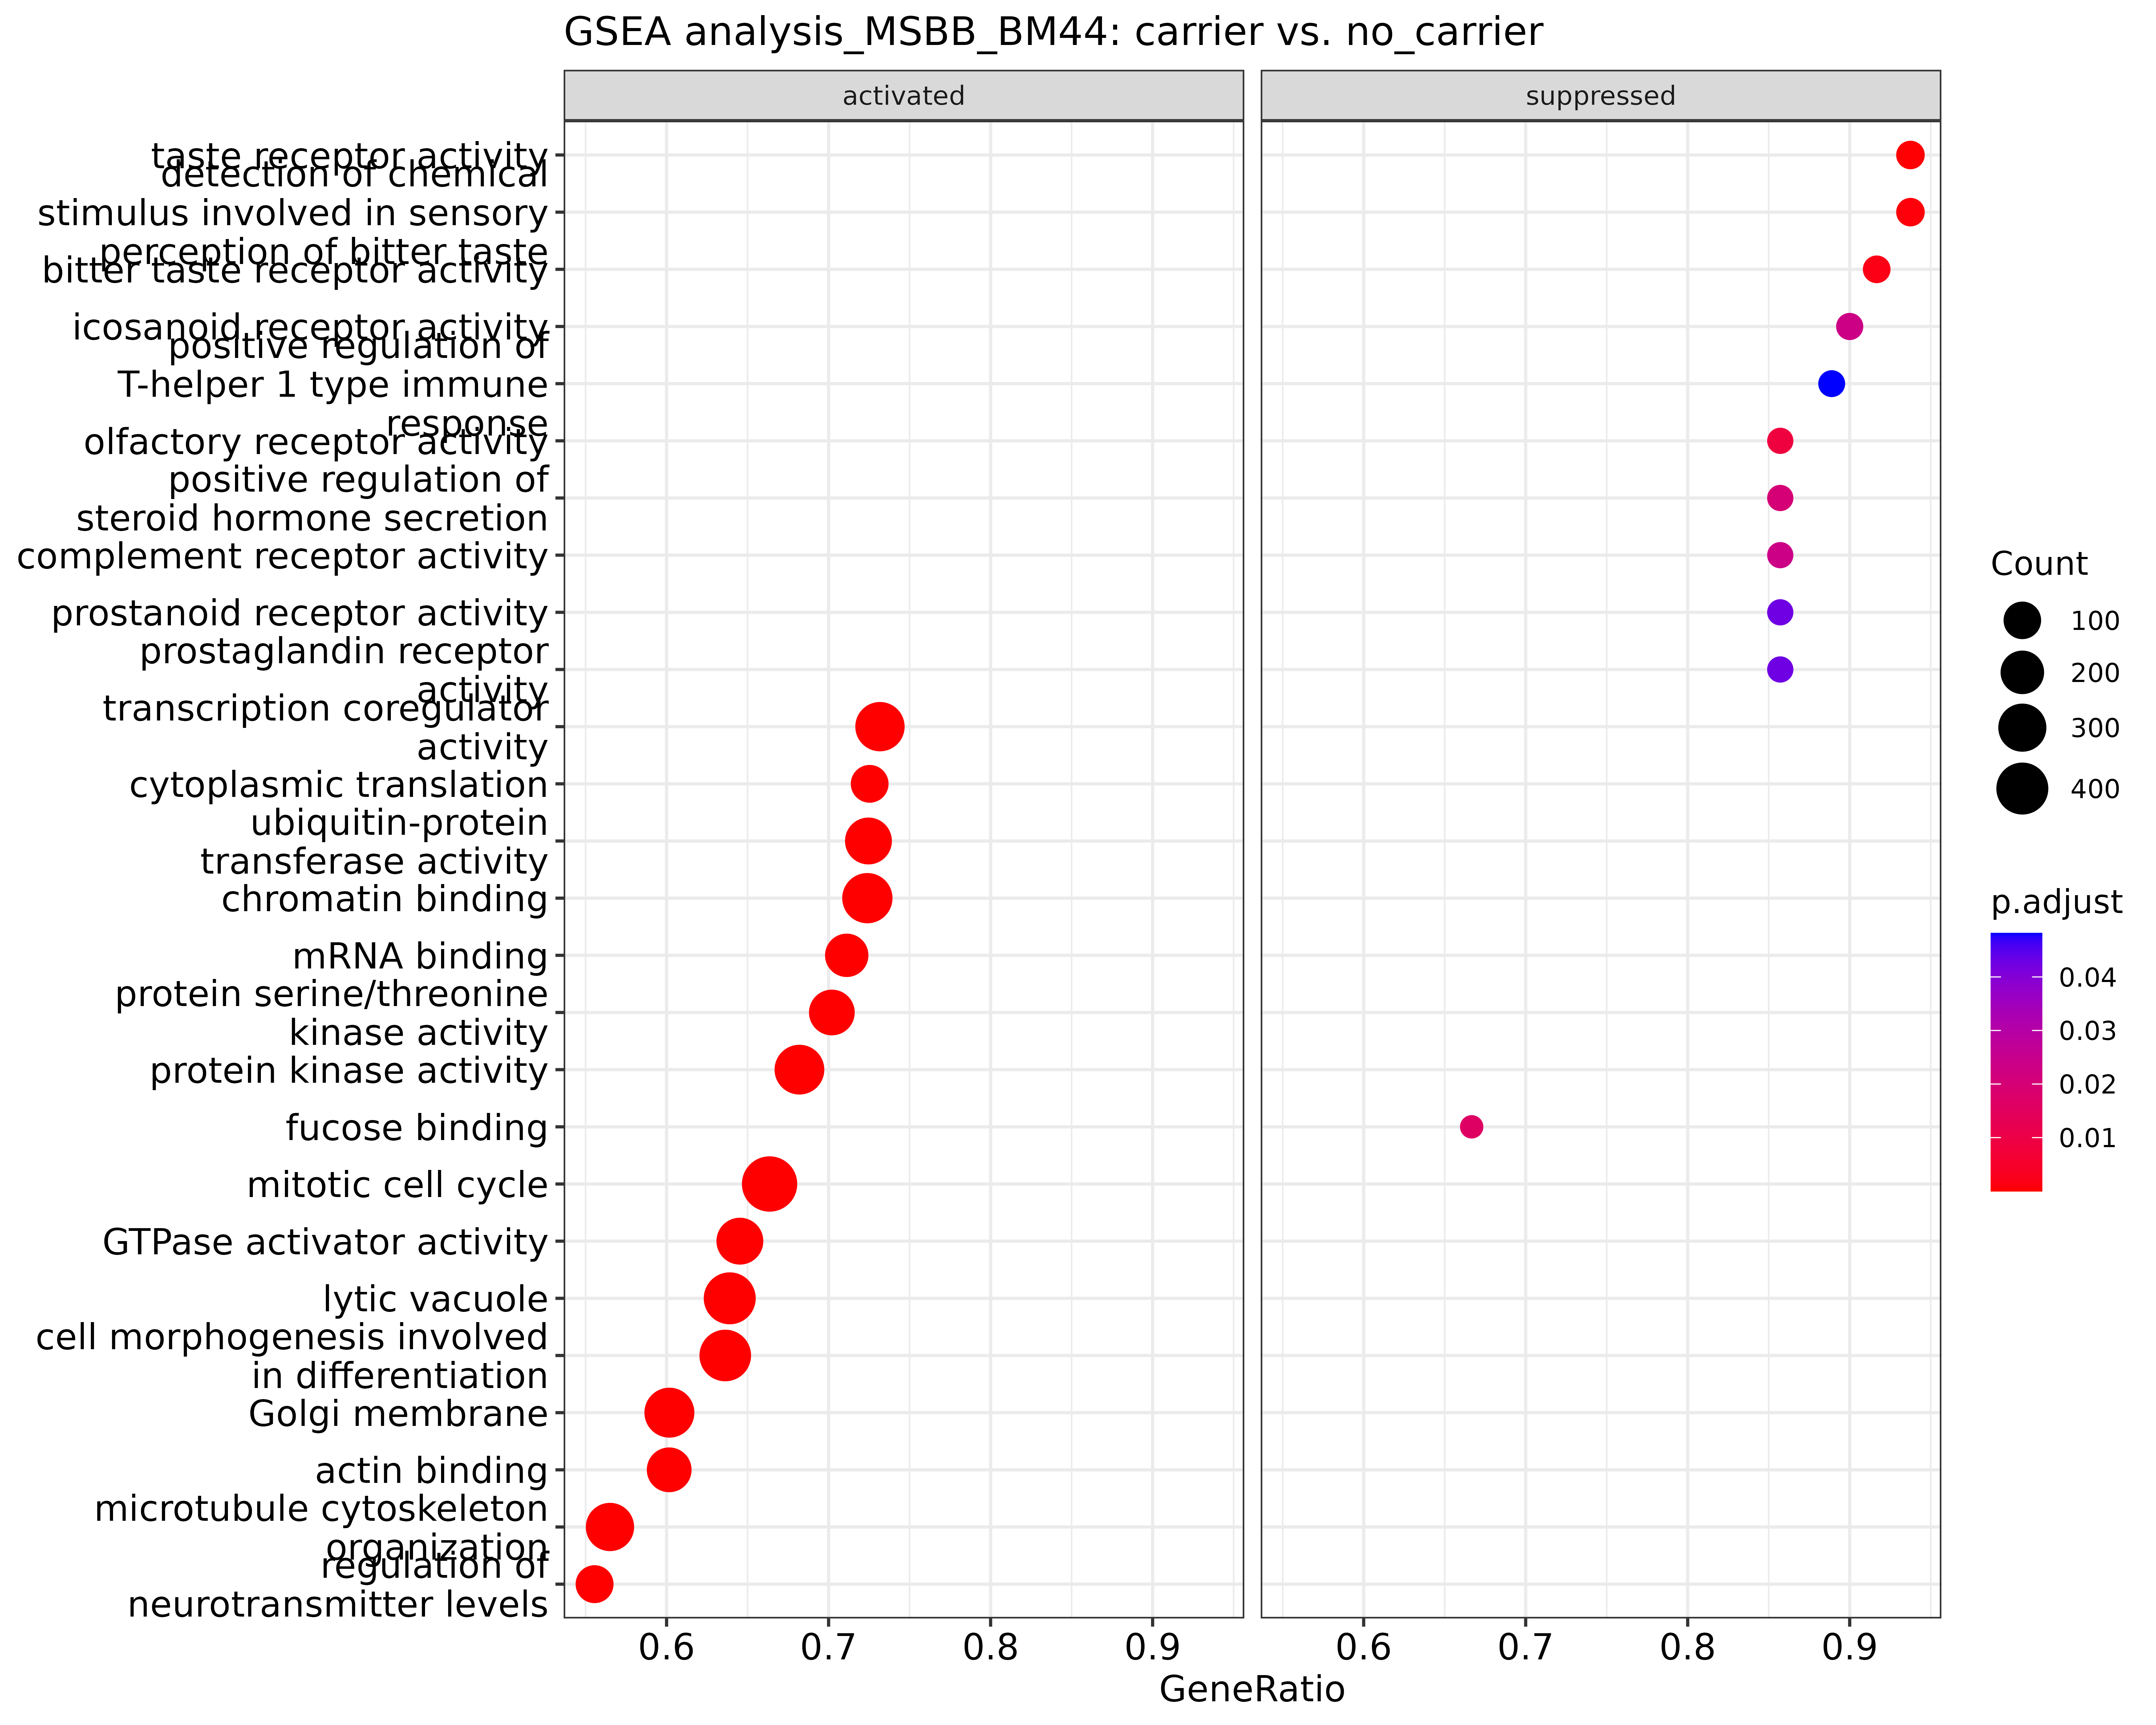 GSEA analysis_MSBB_BM44: carrier vs. no_carrier
activated
suppressed
taste receptor activity
detection of chemical
stimulus involved in sensory
perception of bitter taste
bitter taste receptor activity
icosanoid receptor activity
positive regulation of
T-helper 1 type immune
response
olfactory receptor activity
positive regulation of
steroid hormone secretion
complement receptor activity
prostanoid receptor activity
prostaglandin receptor
activity
transcription coregulator
activity
cytoplasmic translation
ubiquitin-protein
transferase activity
chromatin binding
mRNA binding
protein serine/threonine
kinase activity
protein kinase activity
fucose binding
mitotic cell cycle
GTPase activator activity
lytic vacuole
cell morphogenesis involved
in differentiation
Golgi membrane
actin binding
microtubule cytoskeleton
organization
regulation of
neurotransmitter levels
0.6 0.7 0.8 0.9
0.6 0.7 0.8 0.9
GeneRatio
Count
100
200
300
400
p.adjust
0.04
0.03
0.02
0.01